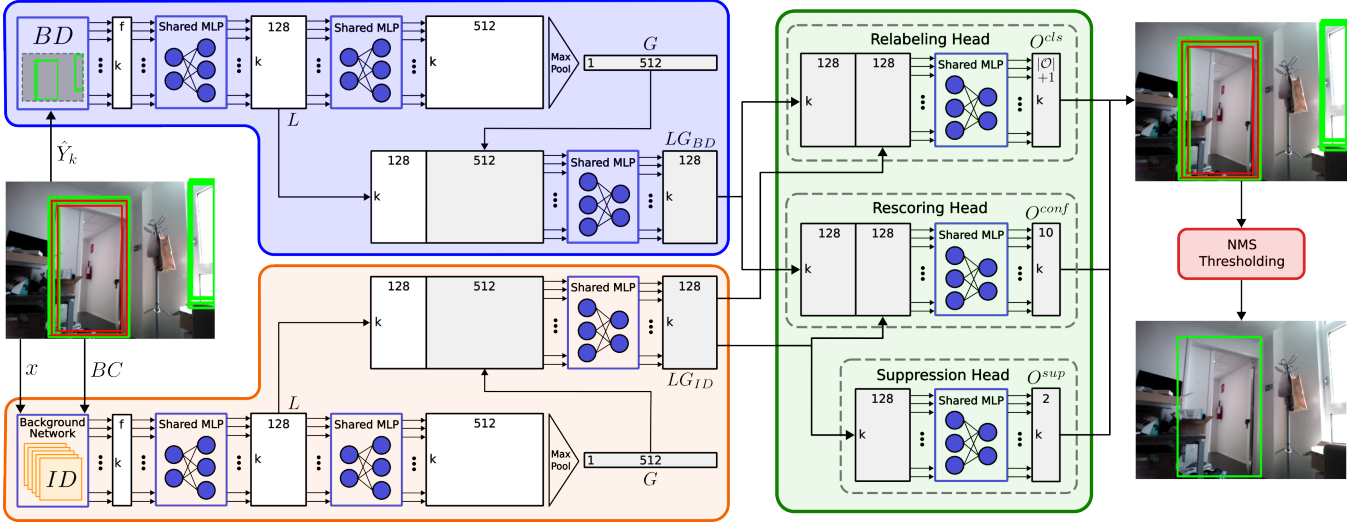 BD
f
k
Shared MLP
128
k
Shared MLP
512
k
Max
Pool
G
1 512
L
Ŷ_k
128
512
k
Shared MLP
LG_BD
128
k
x
BC
Background
Network
ID
f
k
Shared MLP
L
128
k
Shared MLP
512
k
Max
Pool
1 512
G
128
512
k
Shared MLP
128
k
LG_ID
Relabeling Head
128 128
k
Shared MLP
O^cls
|O|
+1
k
Rescoring Head
128 128
k
Shared MLP
O^conf
10
k
Suppression Head
128
k
Shared MLP
O^sup
2
k
NMS
Thresholding